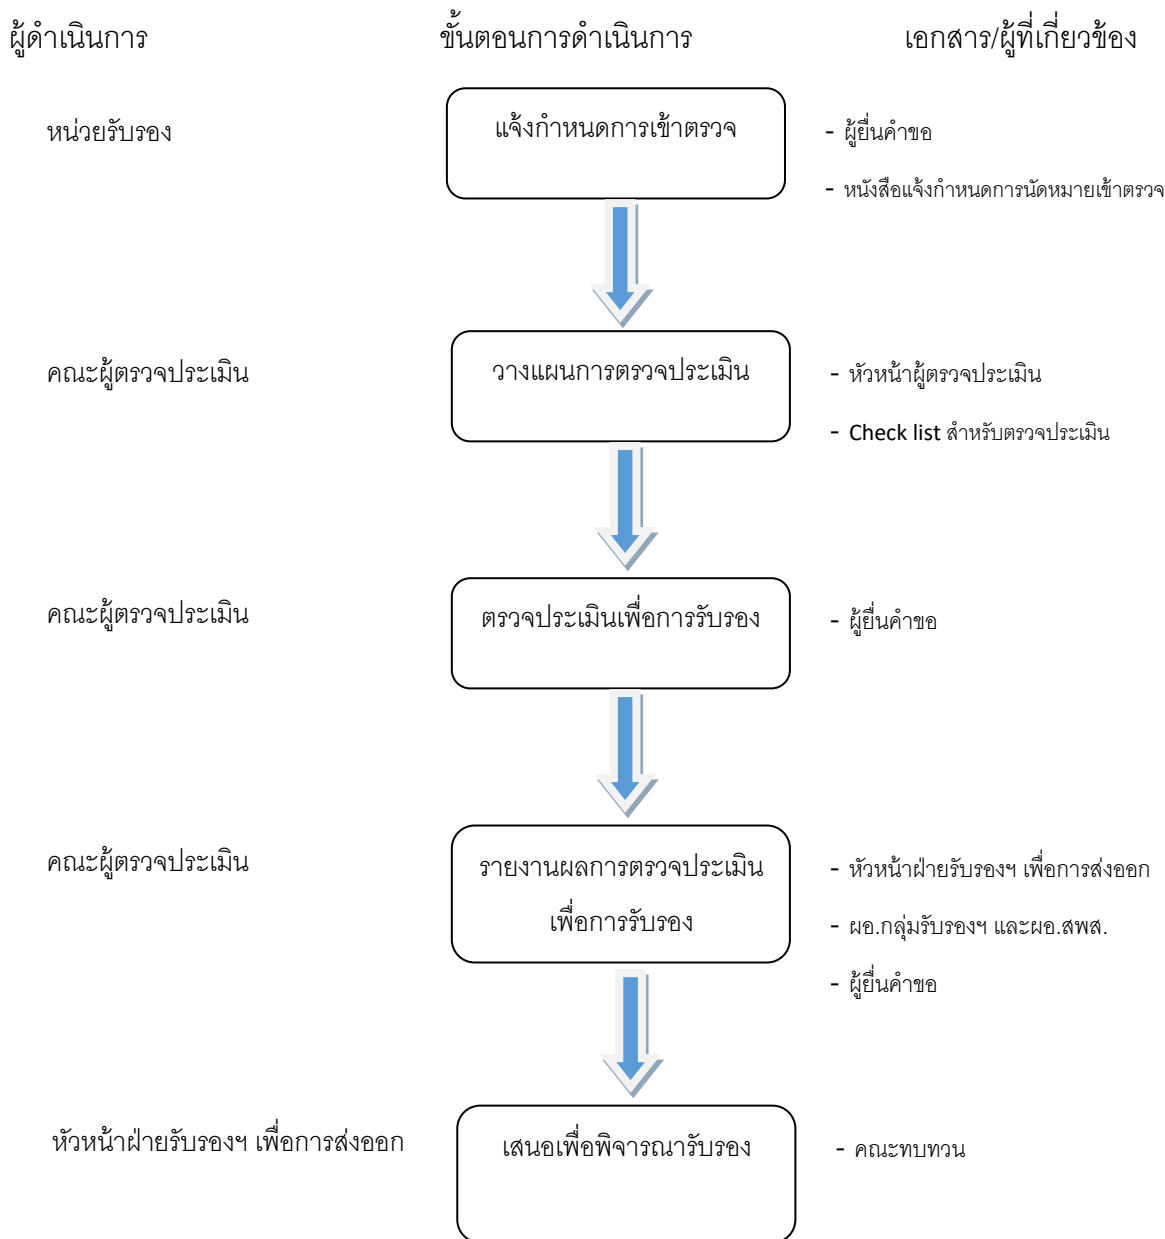 ผู้ดำเนินการ ขั้นตอนการดำเนินการ เอกสาร/ผู้ที่เกี่ยวข้อง
หน่วยรับรอง แจ้งกำหนดการเข้าตรวจ - ผู้ยื่นคำขอ
- หนังสือแจ้งกำหนดการนัดหมายเข้าตรวจ
คณะผู้ตรวจประเมิน วางแผนการตรวจประเมิน - หัวหน้าผู้ตรวจประเมิน
- Check list สำหรับตรวจประเมิน
คณะผู้ตรวจประเมิน ตรวจประเมินเพื่อการรับรอง - ผู้ยื่นคำขอ
คณะผู้ตรวจประเมิน รายงานผลการตรวจประเมิน - หัวหน้าฝ่ายรับรองฯ เพื่อการส่งออก
เพื่อการรับรอง - ผอ.กลุ่มรับรองฯ และผอ.สพส.
- ผู้ยื่นคำขอ
หัวหน้าฝ่ายรับรองฯ เพื่อการส่งออก เสนอเพื่อพิจารณารับรอง - คณะทบทวน